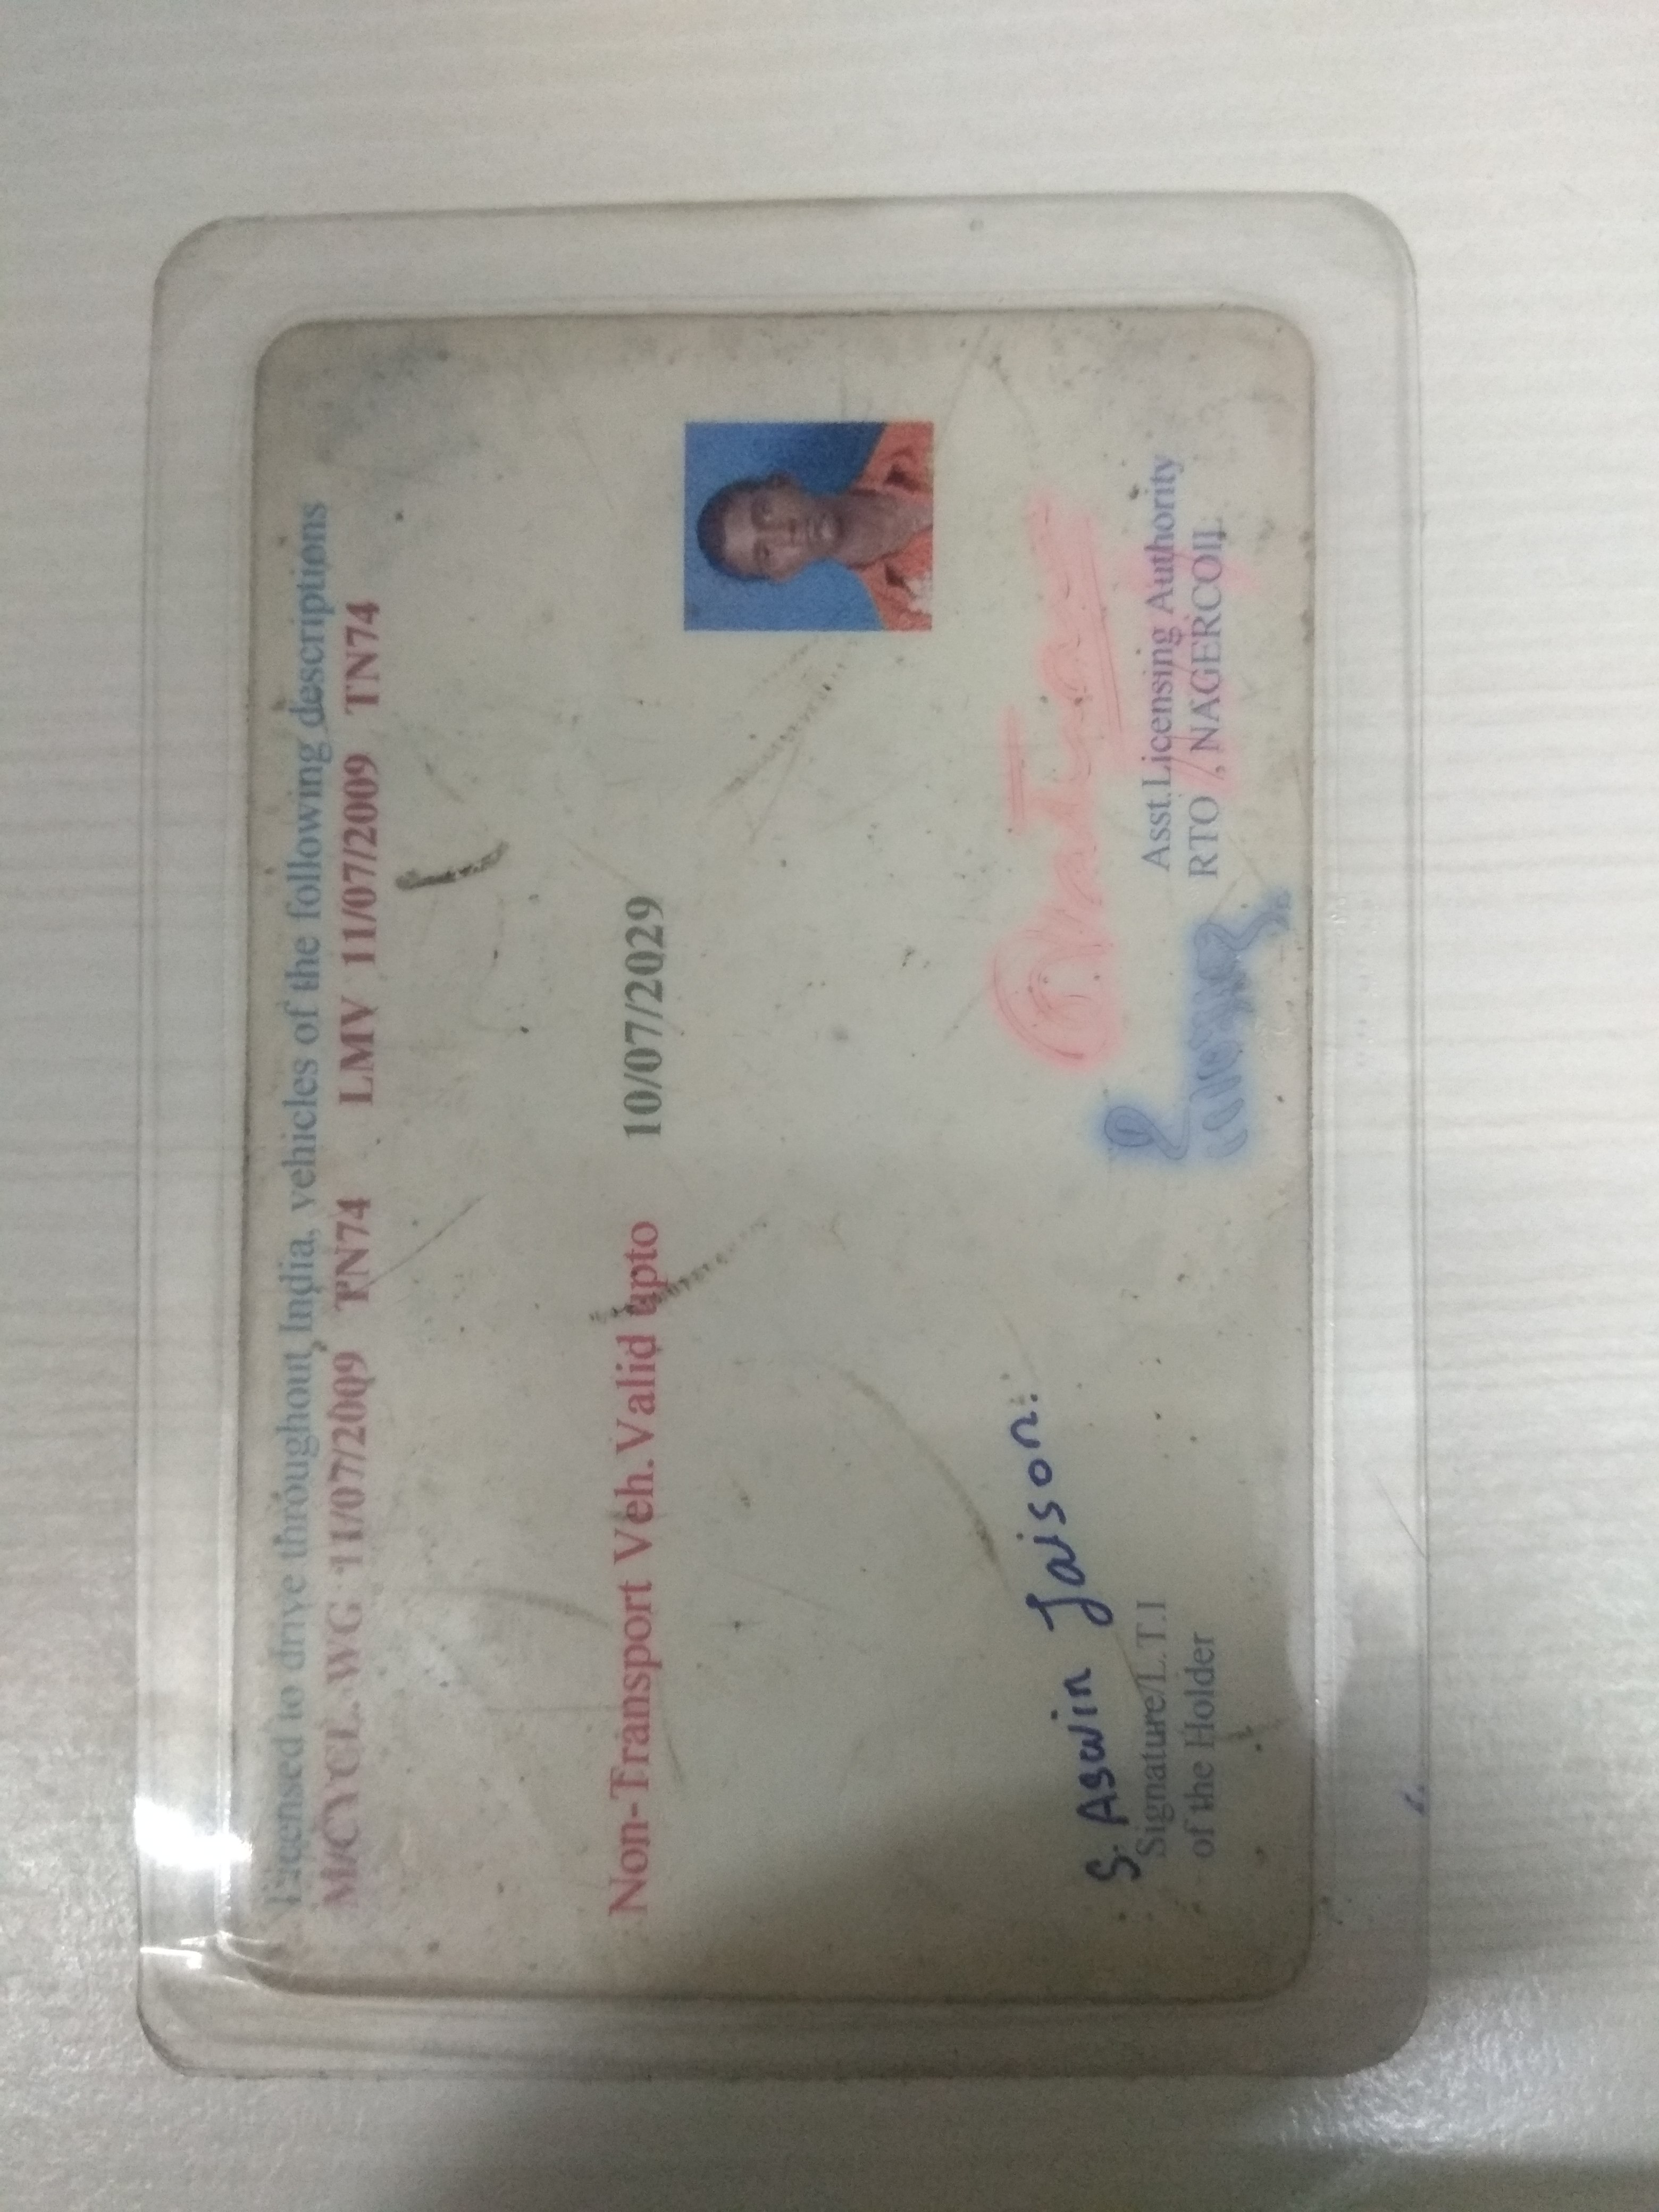 Licensed to drive throughout India, vehicles of the following descriptions
M/CYCL.WG 11/07/2009 TN74 LMV 11/07/2009 TN74
Non-Transport Veh. Valid upto 10/07/2029
S. Aswin Jaison.
Signature/L.T.I
of the Holder
Asst.Licensing Authority
RTO , NAGERCOIL